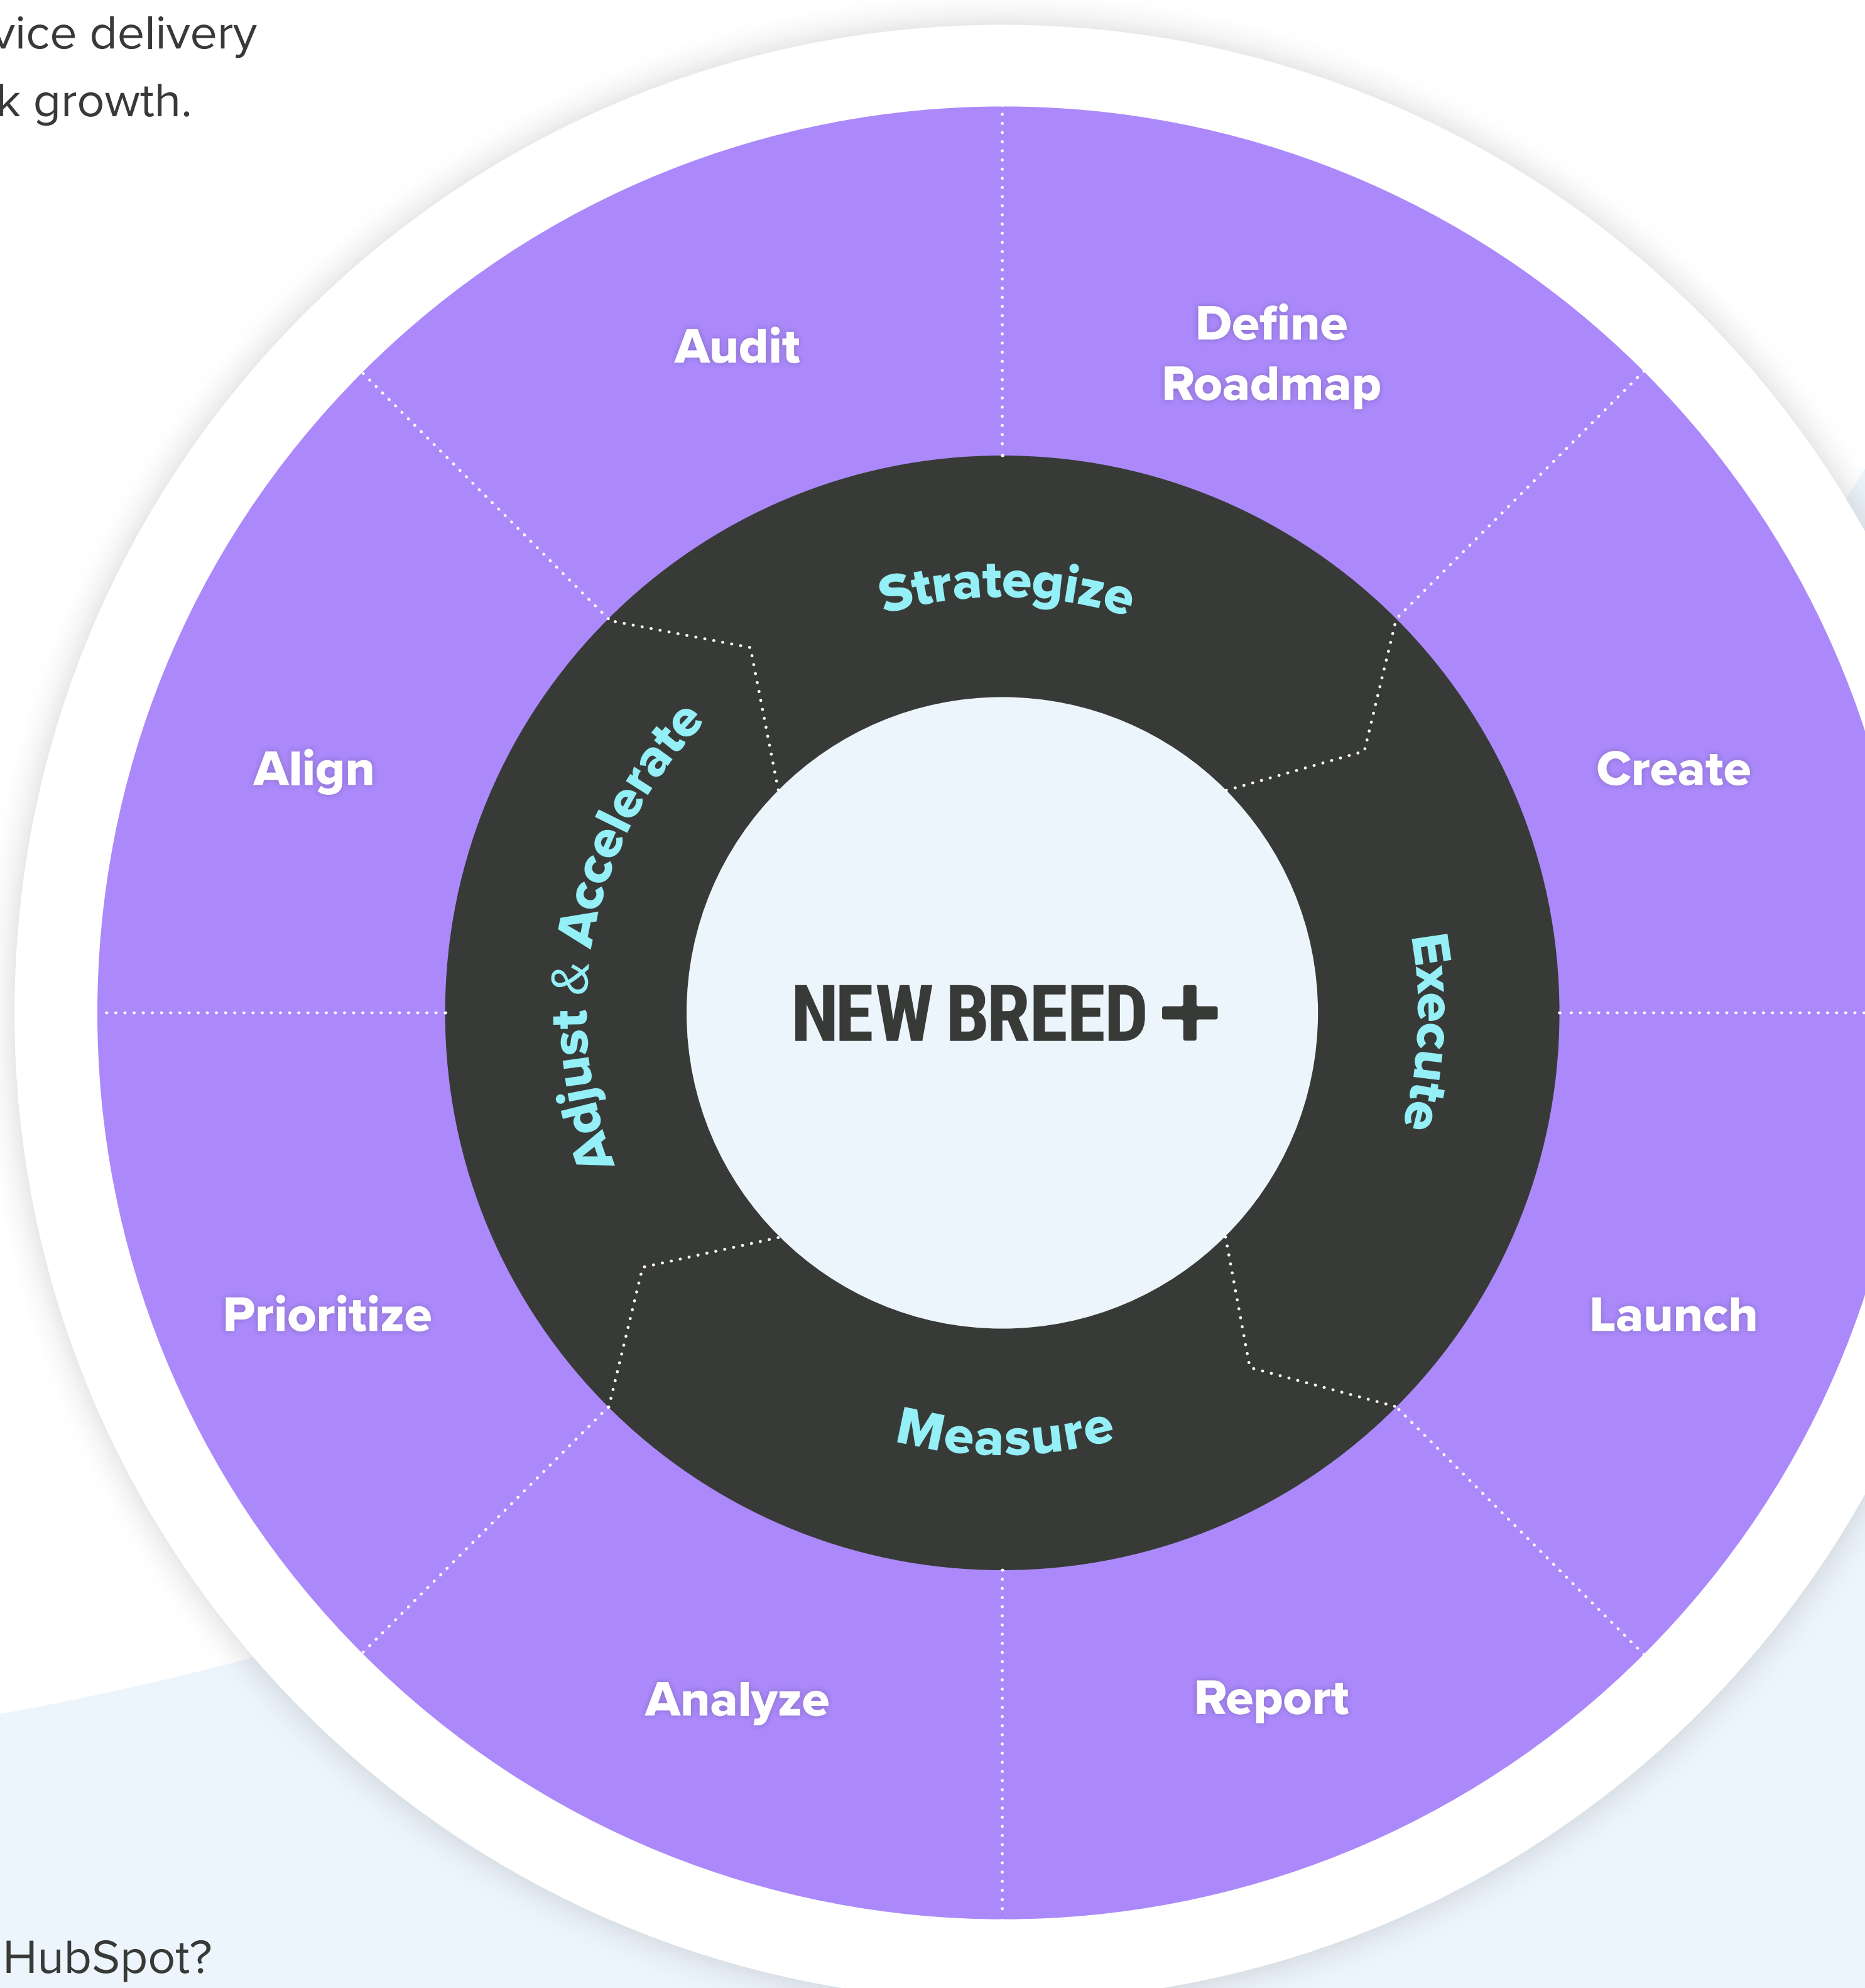 vice delivery
k growth.
Audit
Define
Roadmap
Strategize
Align
Create
Adjust & Accelerate
NEW BREED +
Execute
Prioritize
Launch
Measure
Analyze
Report
HubSpot?